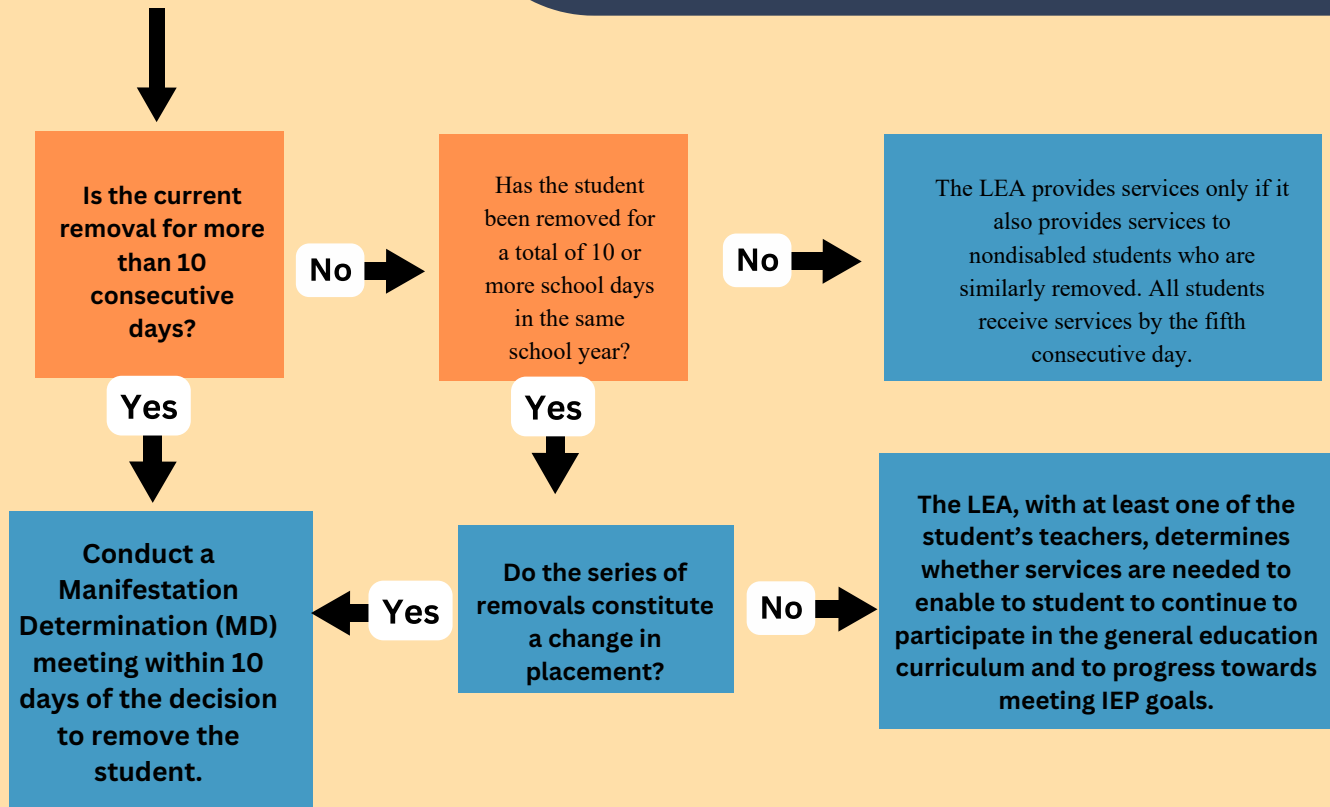 Is the current
removal for more
than 10
consecutive
days?
No
Has the student
been removed for
a total of 10 or
more school days
in the same
school year?
No
The LEA provides services only if it
also provides services to
nondisabled students who are
similarly removed. All students
receive services by the fifth
consecutive day.
Yes
Yes
Conduct a
Manifestation
Determination (MD)
meeting within 10
days of the decision
to remove the
student.
Yes
Do the series of
removals constitute
a change in
placement?
No
The LEA, with at least one of the
student’s teachers, determines
whether services are needed to
enable to student to continue to
participate in the general education
curriculum and to progress towards
meeting IEP goals.